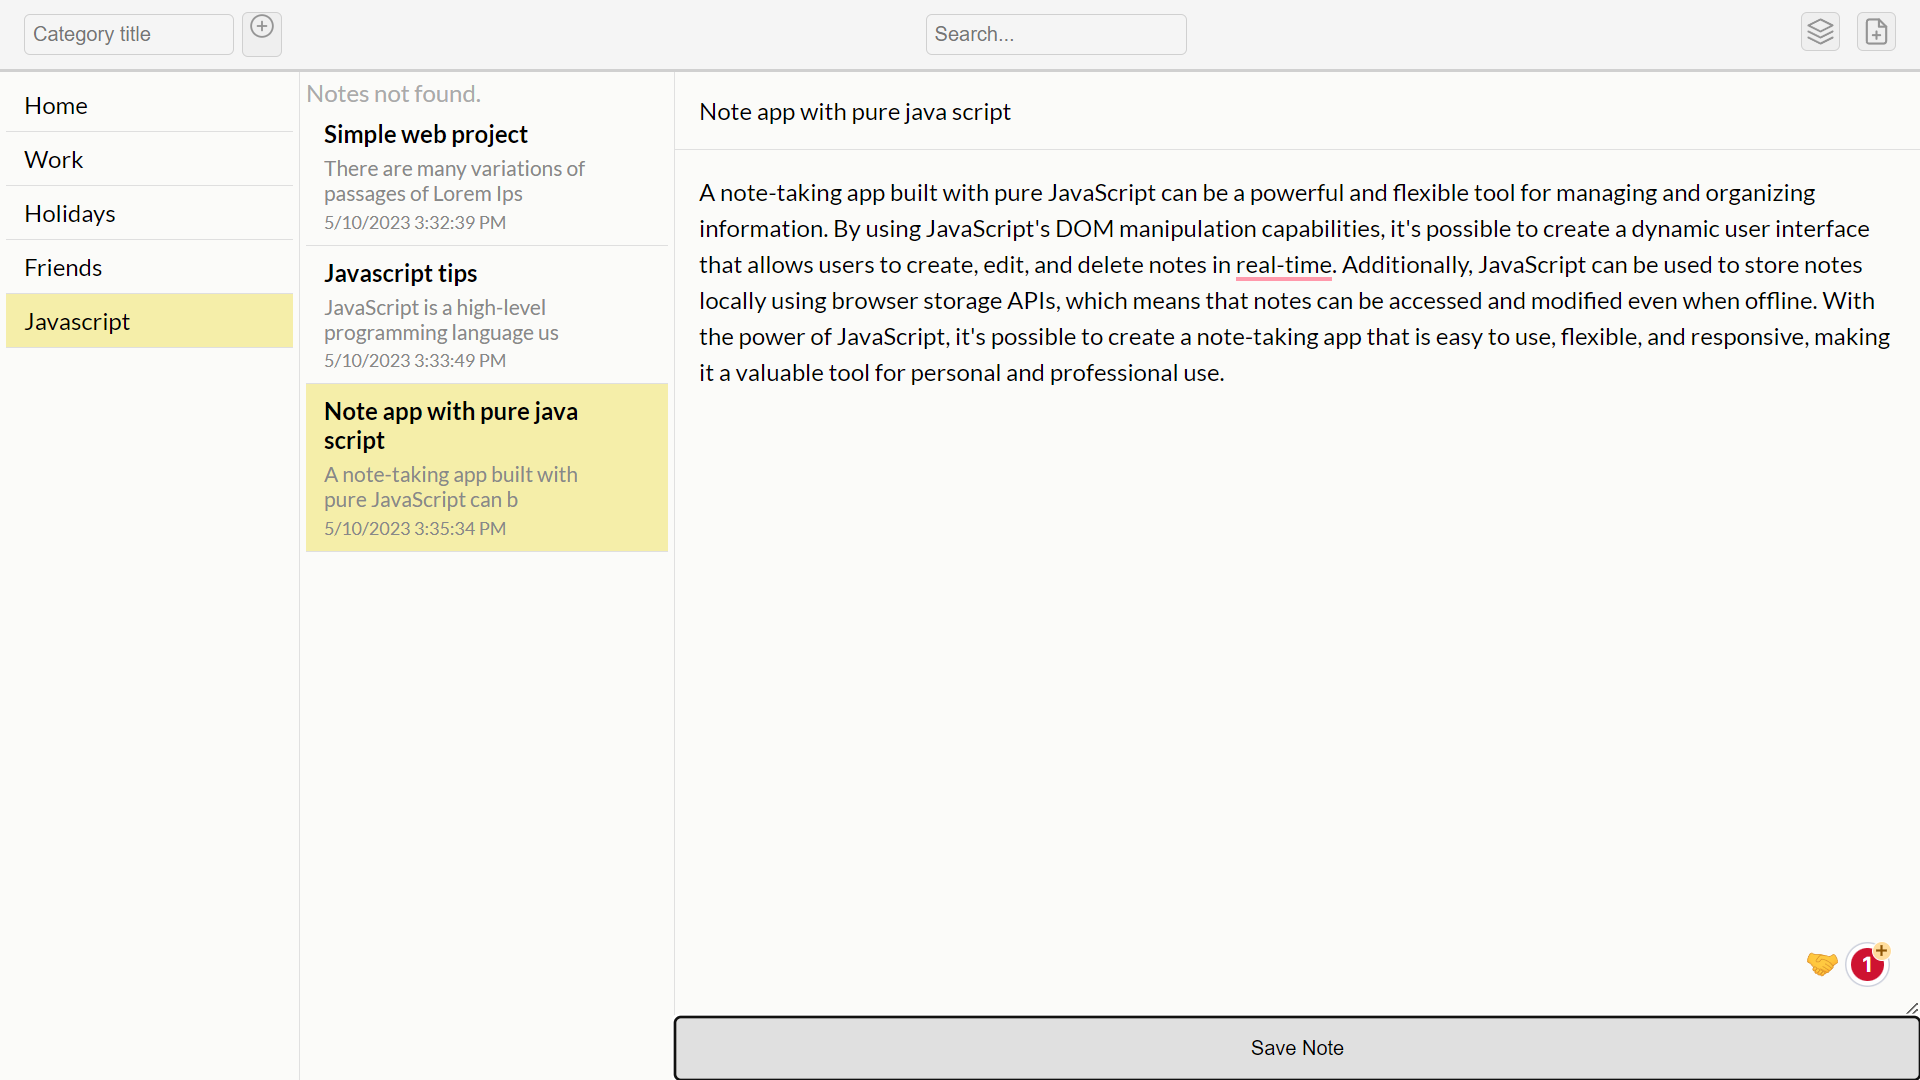 Category title
Search...
Home
Work
Holidays
Friends
Javascript
Notes not found.
Simple web project
There are many variations of
passages of Lorem Ips
5/10/2023 3:32:39 PM
Javascript tips
JavaScript is a high-level
programming language us
5/10/2023 3:33:49 PM
Note app with pure java
script
A note-taking app built with
pure JavaScript can b
5/10/2023 3:35:34 PM
Note app with pure java script
A note-taking app built with pure JavaScript can be a powerful and flexible tool for managing and organizing
information. By using JavaScript's DOM manipulation capabilities, it's possible to create a dynamic user interface
that allows users to create, edit, and delete notes in real-time. Additionally, JavaScript can be used to store notes
locally using browser storage APIs, which means that notes can be accessed and modified even when offline. With
the power of JavaScript, it's possible to create a note-taking app that is easy to use, flexible, and responsive, making
it a valuable tool for personal and professional use.
1
Save Note